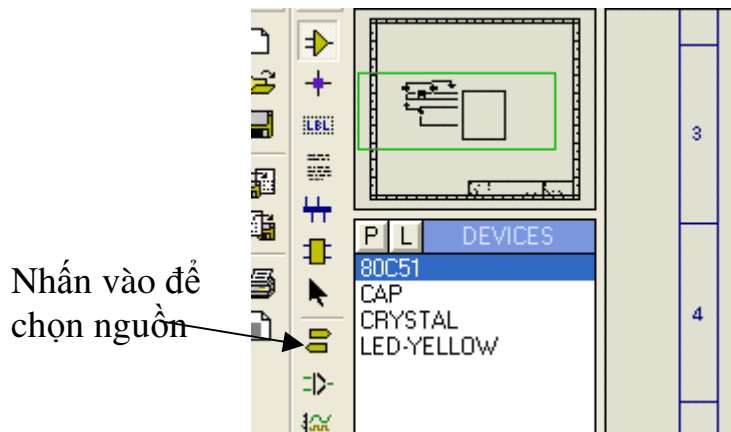 LBL
3
P L DEVICES
80C51
CAP
CRYSTAL
LED-YELLOW
4
Nhấn vào để
chọn nguồn